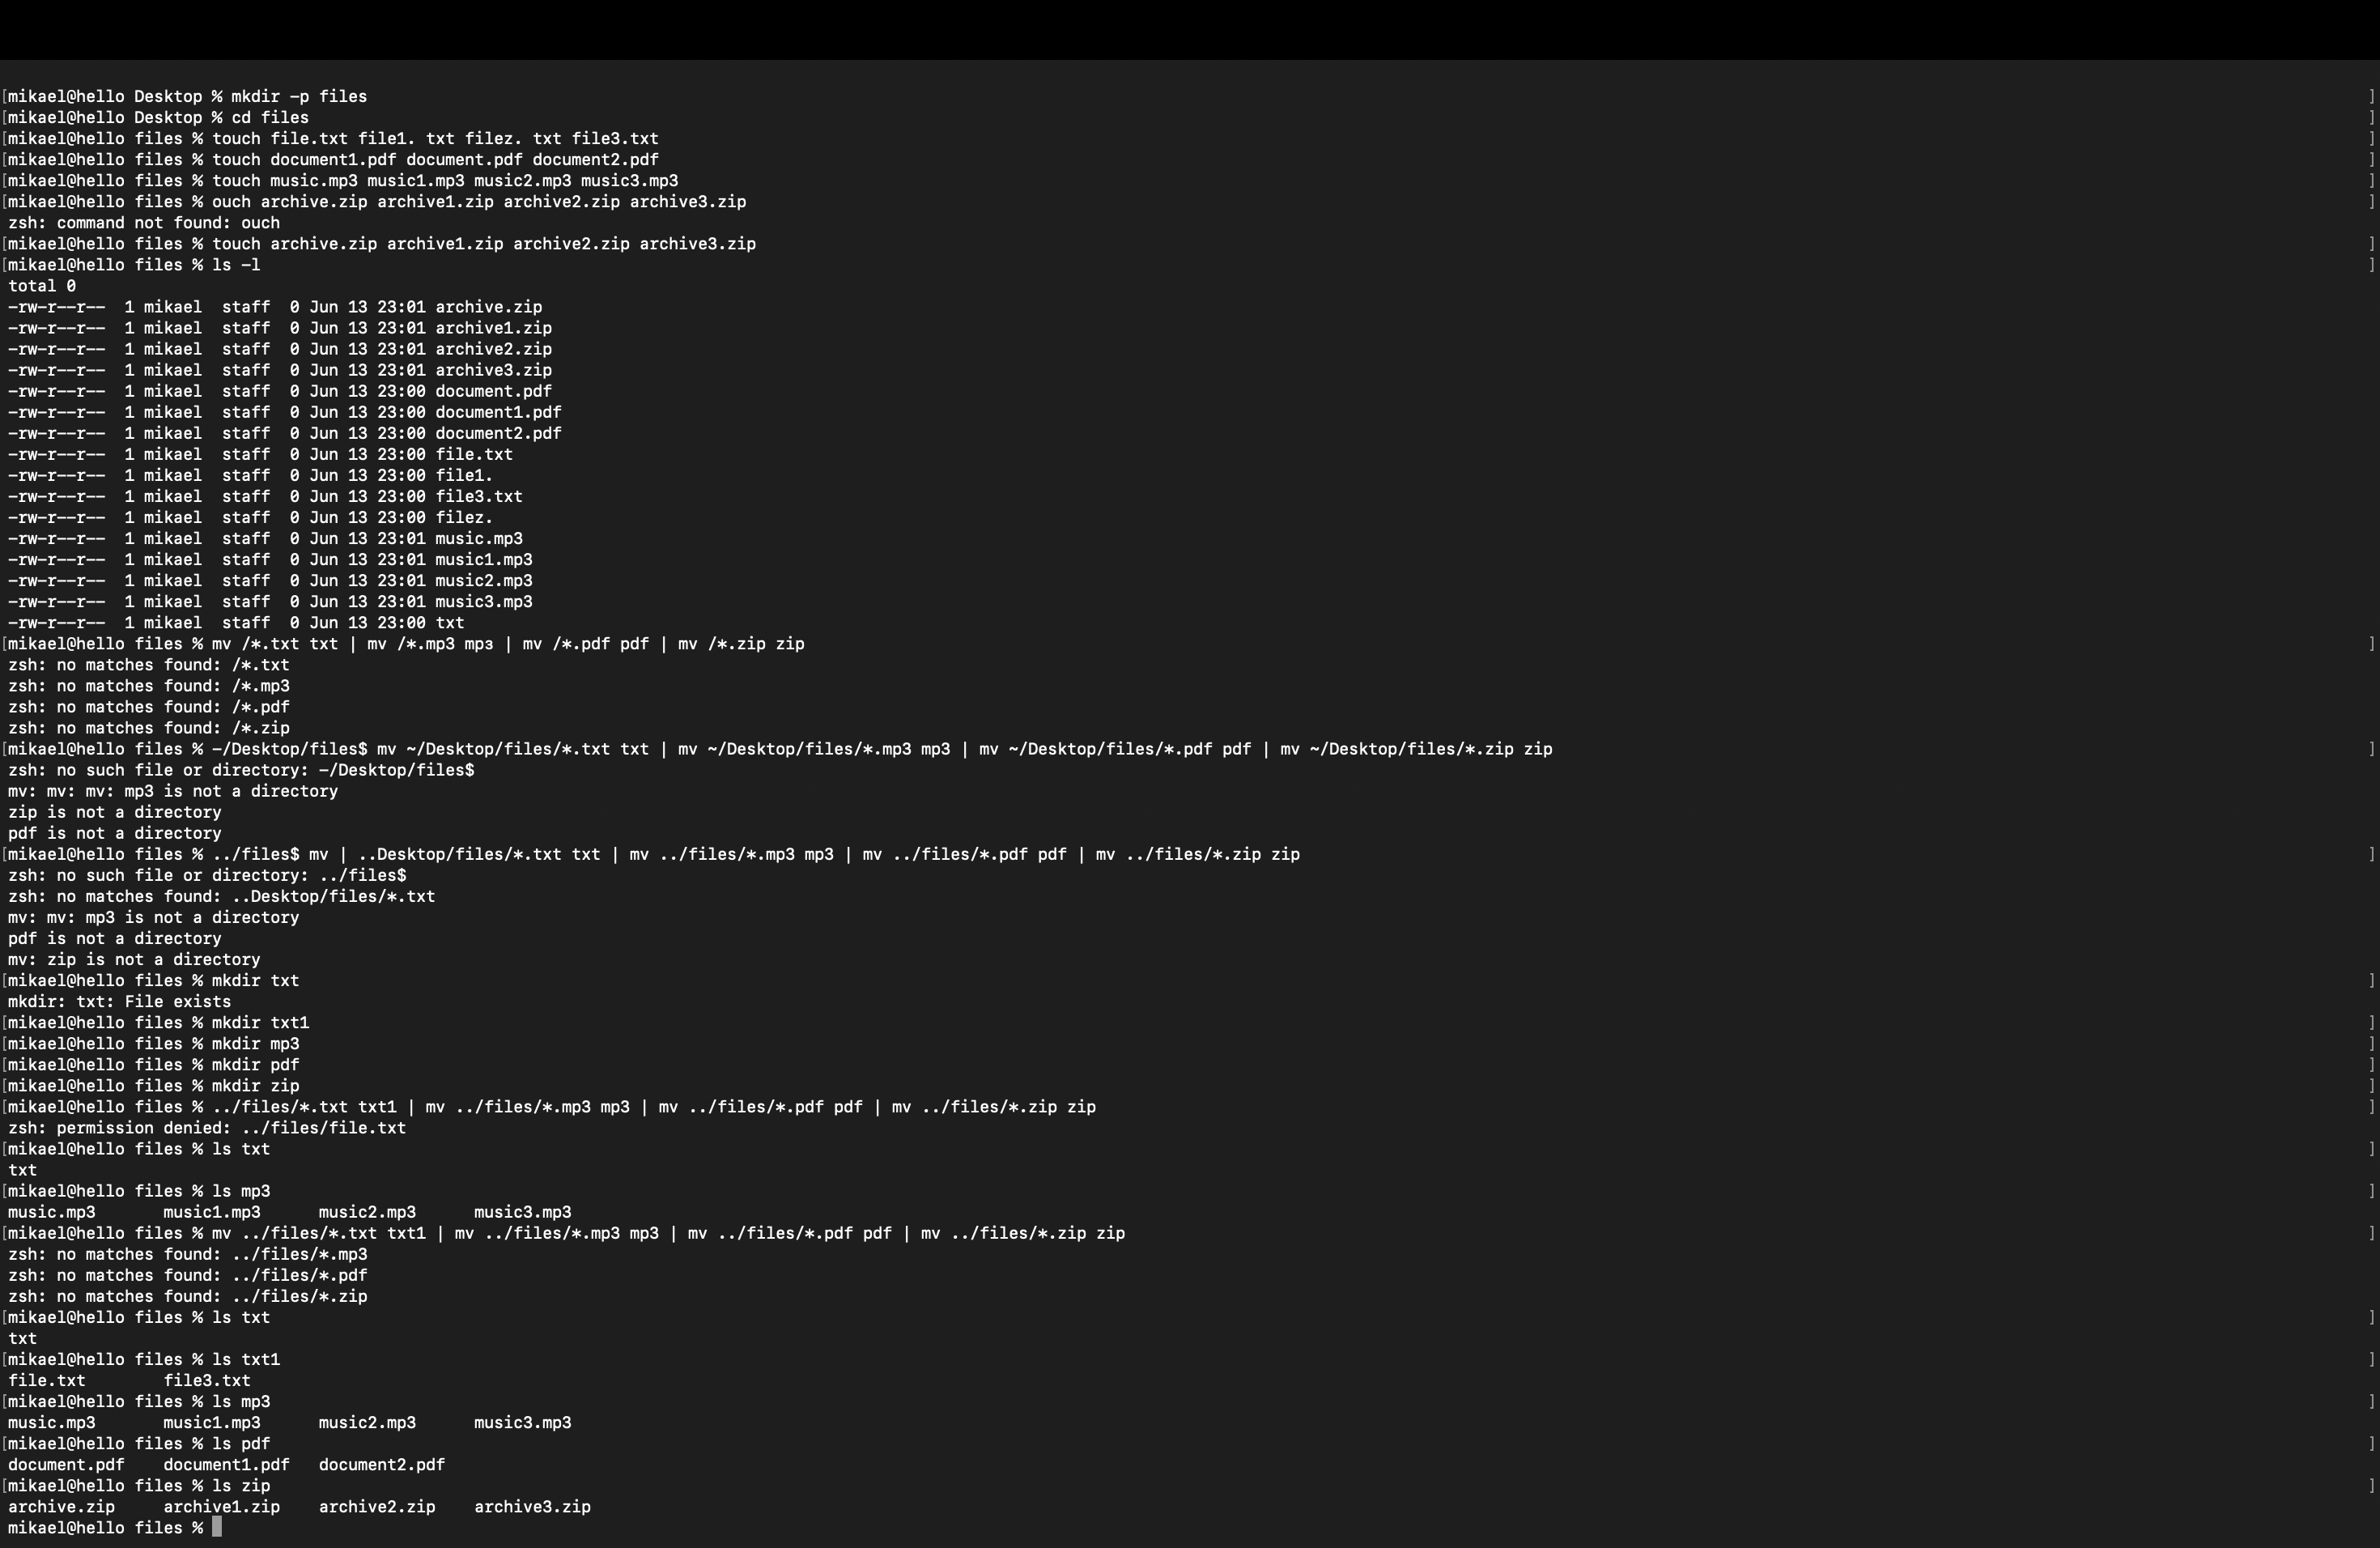 [mikael@hello Desktop % mkdir -p files ]
[mikael@hello Desktop % cd files ]
[mikael@hello files % touch file.txt file1. txt filez. txt file3.txt ]
[mikael@hello files % touch document1.pdf document.pdf document2.pdf ]
[mikael@hello files % touch music.mp3 music1.mp3 music2.mp3 music3.mp3 ]
[mikael@hello files % ouch archive.zip archive1.zip archive2.zip archive3.zip ]
zsh: command not found: ouch
[mikael@hello files % touch archive.zip archive1.zip archive2.zip archive3.zip ]
[mikael@hello files % ls -l ]
total 0
-rw-r--r-- 1 mikael staff 0 Jun 13 23:01 archive.zip
-rw-r--r-- 1 mikael staff 0 Jun 13 23:01 archive1.zip
-rw-r--r-- 1 mikael staff 0 Jun 13 23:01 archive2.zip
-rw-r--r-- 1 mikael staff 0 Jun 13 23:01 archive3.zip
-rw-r--r-- 1 mikael staff 0 Jun 13 23:00 document.pdf
-rw-r--r-- 1 mikael staff 0 Jun 13 23:00 document1.pdf
-rw-r--r-- 1 mikael staff 0 Jun 13 23:00 document2.pdf
-rw-r--r-- 1 mikael staff 0 Jun 13 23:00 file.txt
-rw-r--r-- 1 mikael staff 0 Jun 13 23:00 file1.
-rw-r--r-- 1 mikael staff 0 Jun 13 23:00 file3.txt
-rw-r--r-- 1 mikael staff 0 Jun 13 23:00 filez.
-rw-r--r-- 1 mikael staff 0 Jun 13 23:01 music.mp3
-rw-r--r-- 1 mikael staff 0 Jun 13 23:01 music1.mp3
-rw-r--r-- 1 mikael staff 0 Jun 13 23:01 music2.mp3
-rw-r--r-- 1 mikael staff 0 Jun 13 23:01 music3.mp3
-rw-r--r-- 1 mikael staff 0 Jun 13 23:00 txt
[mikael@hello files % mv /*.txt txt | mv /*.mp3 mpз | mv /*.pdf pdf | mv /*.zip zip ]
zsh: no matches found: /*.txt
zsh: no matches found: /*.mp3
zsh: no matches found: /*.pdf
zsh: no matches found: /*.zip
[mikael@hello files % -/Desktop/files$ mv ~/Desktop/files/*.txt txt | mv ~/Desktop/files/*.mp3 mp3 | mv ~/Desktop/files/*.pdf pdf | mv ~/Desktop/files/*.zip zip ]
zsh: no such file or directory: -/Desktop/files$
mv: mv: mv: mp3 is not a directory
zip is not a directory
pdf is not a directory
[mikael@hello files % ../files$ mv | ..Desktop/files/*.txt txt | mv ../files/*.mp3 mp3 | mv ../files/*.pdf pdf | mv ../files/*.zip zip ]
zsh: no such file or directory: ../files$
zsh: no matches found: ..Desktop/files/*.txt
mv: mv: mp3 is not a directory
pdf is not a directory
mv: zip is not a directory
[mikael@hello files % mkdir txt ]
mkdir: txt: File exists
[mikael@hello files % mkdir txt1 ]
[mikael@hello files % mkdir mp3 ]
[mikael@hello files % mkdir pdf ]
[mikael@hello files % mkdir zip ]
[mikael@hello files % ../files/*.txt txt1 | mv ../files/*.mp3 mp3 | mv ../files/*.pdf pdf | mv ../files/*.zip zip ]
zsh: permission denied: ../files/file.txt
[mikael@hello files % ls txt ]
txt
[mikael@hello files % ls mp3 ]
music.mp3 music1.mp3 music2.mp3 music3.mp3
[mikael@hello files % mv ../files/*.txt txt1 | mv ../files/*.mp3 mp3 | mv ../files/*.pdf pdf | mv ../files/*.zip zip ]
zsh: no matches found: ../files/*.mp3
zsh: no matches found: ../files/*.pdf
zsh: no matches found: ../files/*.zip
[mikael@hello files % ls txt ]
txt
[mikael@hello files % ls txt1 ]
file.txt file3.txt
[mikael@hello files % ls mp3 ]
music.mp3 music1.mp3 music2.mp3 music3.mp3
[mikael@hello files % ls pdf ]
document.pdf document1.pdf document2.pdf
[mikael@hello files % ls zip ]
archive.zip archive1.zip archive2.zip archive3.zip
mikael@hello files %